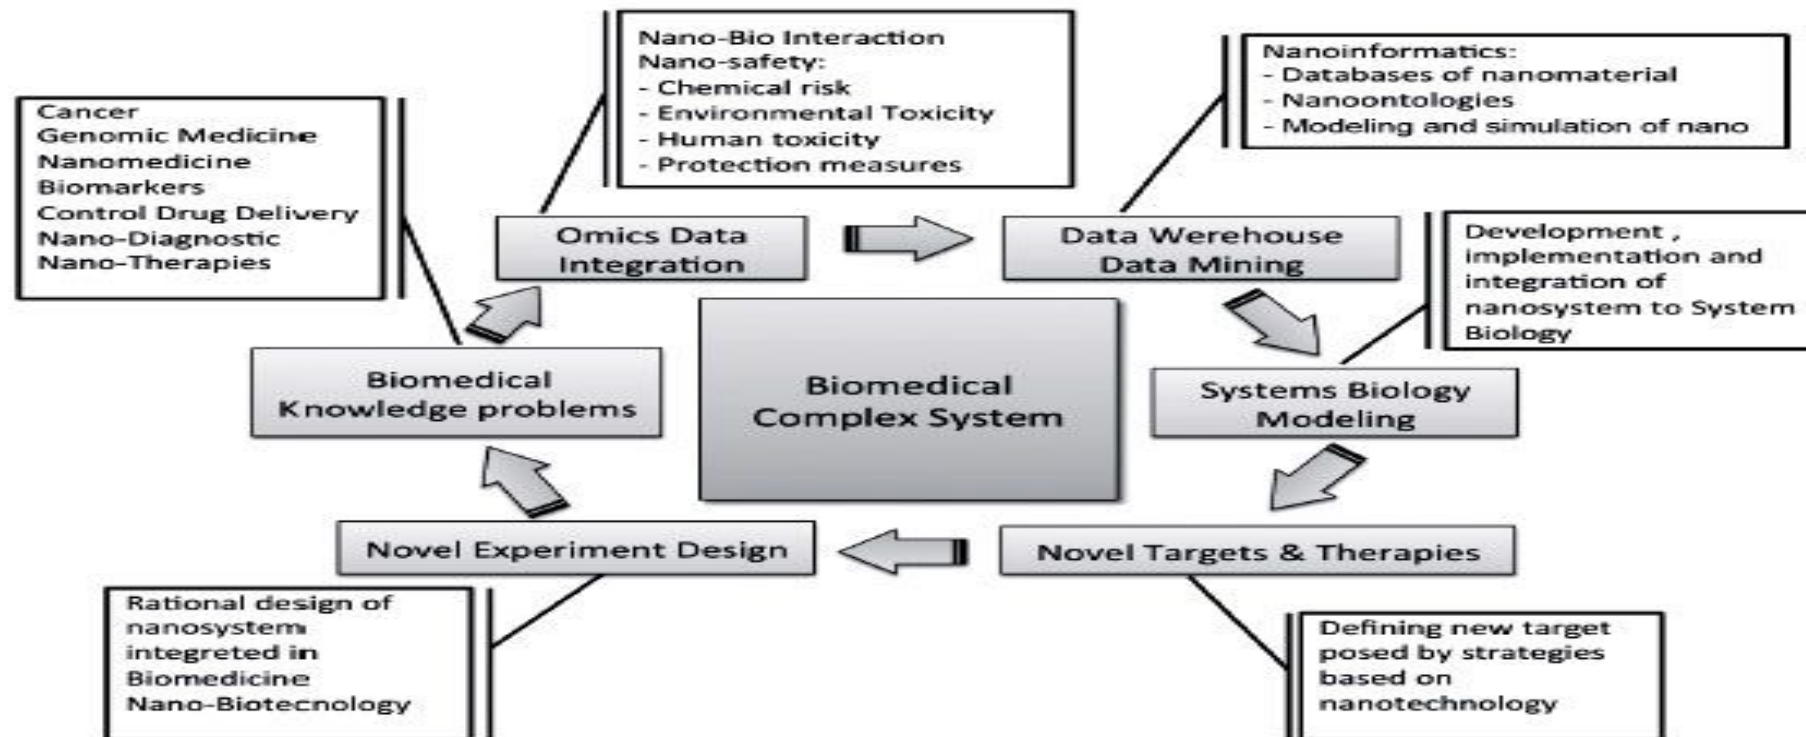 Nano-Bio Interaction
Nano-safety:
- Chemical risk
- Environmental Toxicity
- Human toxicity
- Protection measures
Nanoinformatics:
- Databases of nanomaterial
- Nanoontologies
- Modeling and simulation of nano
Cancer
Genomic Medicine
Nanomedicine
Biomarkers
Control Drug Delivery
Nano-Diagnostic
Nano-Therapies
Omics Data
Integration
Data Werehouse
Data Mining
Development ,
implementation and
integration of
nanosystem to System
Biology
Biomedical
Knowledge problems
Biomedical
Complex System
Systems Biology
Modeling
Novel Experiment Design
Novel Targets & Therapies
Rational design of
nanosystem
integreted in
Biomedicine
Nano-Biotecnology
Defining new target
posed by strategies
based on
nanotechnology